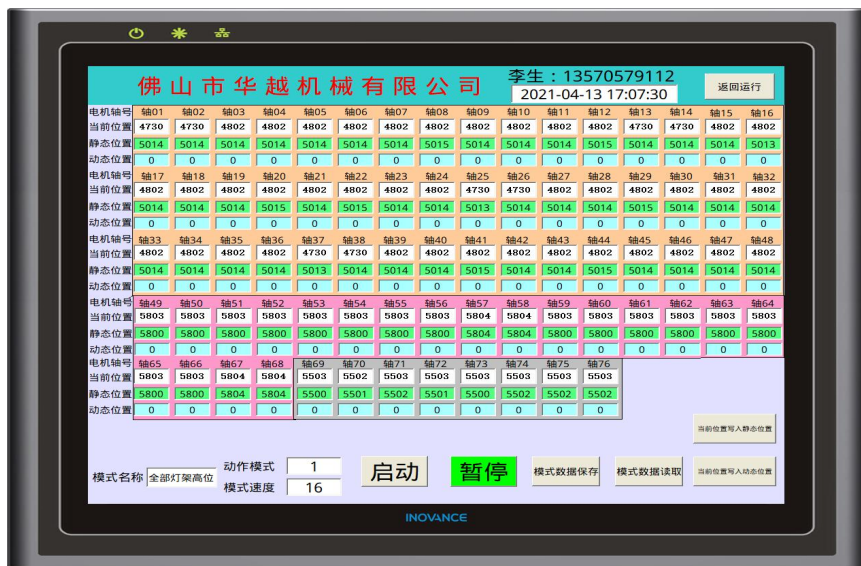 佛山市华越机械有限公司 李生：13570579112
2021-04-13 17:07:30 返回运行
电机轴号 轴01 轴02 轴03 轴04 轴05 轴06 轴07 轴08 轴09 轴10 轴11 轴12 轴13 轴14 轴15 轴16
当前位置 4730 4730 4802 4802 4802 4802 4802 4802 4802 4802 4802 4802 4730 4730 4802 4802
静态位置 5014 5014 5014 5014 5014 5014 5014 5015 5014 5014 5014 5015 5014 5014 5014 5013
动态位置 0 0 0 0 0 0 0 0 0 0 0 0 0 0 0 0
电机轴号 轴17 轴18 轴19 轴20 轴21 轴22 轴23 轴24 轴25 轴26 轴27 轴28 轴29 轴30 轴31 轴32
当前位置 4802 4802 4802 4802 4802 4802 4802 4802 4730 4730 4802 4802 4802 4802 4802 4802
静态位置 5014 5014 5014 5015 5014 5015 5014 5014 5013 5014 5014 5014 5015 5014 5014 5014
动态位置 0 0 0 0 0 0 0 0 0 0 0 0 0 0 0 0
电机轴号 轴33 轴34 轴35 轴36 轴37 轴38 轴39 轴40 轴41 轴42 轴43 轴44 轴45 轴46 轴47 轴48
当前位置 4802 4802 4802 4802 4730 4730 4802 4802 4802 4802 4802 4802 4802 4802 4802 4802
静态位置 5014 5014 5014 5014 5013 5014 5014 5014 5015 5014 5014 5015 5014 5014 5014 5014
动态位置 0 0 0 0 0 0 0 0 0 0 0 0 0 0 0 0
电机轴号 轴49 轴50 轴51 轴52 轴53 轴54 轴55 轴56 轴57 轴58 轴59 轴60 轴61 轴62 轴63 轴64
当前位置 5803 5803 5803 5803 5803 5803 5803 5803 5804 5804 5803 5803 5803 5803 5803 5803
静态位置 5800 5800 5800 5800 5800 5800 5800 5800 5804 5804 5800 5800 5800 5800 5800 5800
动态位置 0 0 0 0 0 0 0 0 0 0 0 0 0 0 0 0
电机轴号 轴65 轴66 轴67 轴68 轴69 轴70 轴71 轴72 轴73 轴74 轴75 轴76
当前位置 5803 5803 5804 5804 5503 5502 5503 5503 5503 5503 5503 5503
静态位置 5800 5800 5804 5804 5500 5501 5502 5501 5500 5502 5502 5502
动态位置 0 0 0 0 0 0 0 0 0 0 0 0
当前位置写入静态位置
模式名称 全部灯架高位 动作模式 1 启动 暂停 模式数据保存 模式数据读取 当前位置写入动态位置
模式速度 16
INOVANCE